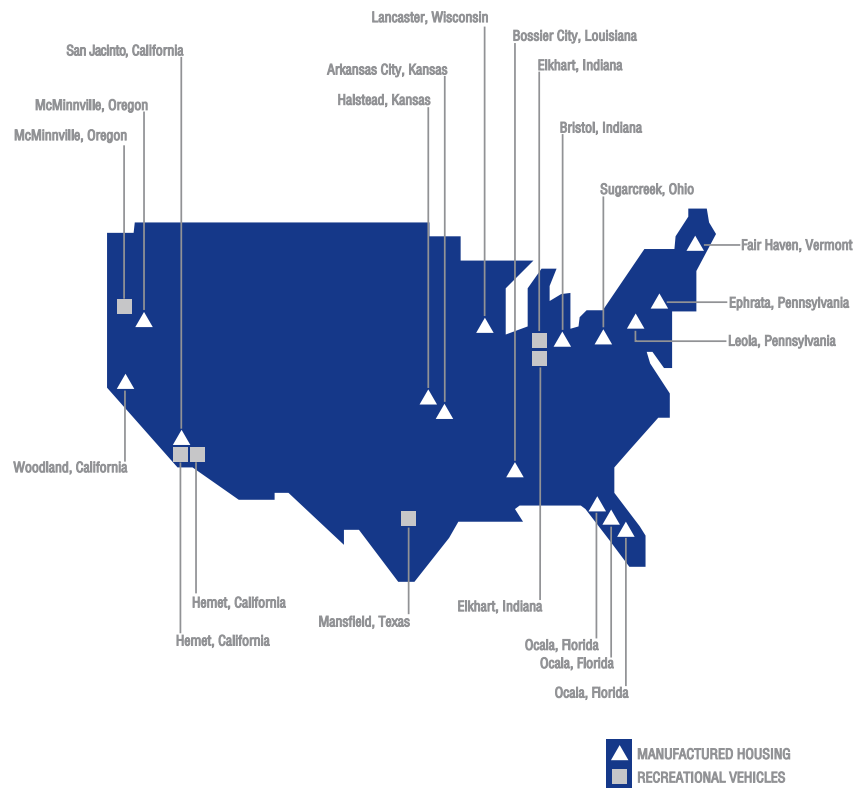 Lancaster, Wisconsin
Bossier City, Louisiana
San Jacinto, California
Elkhart, Indiana
Arkansas City, Kansas
Halstead, Kansas
McMinnville, Oregon
Bristol, Indiana
McMinnville, Oregon
Sugarcreek, Ohio
Fair Haven, Vermont
Ephrata, Pennsylvania
Leola, Pennsylvania
Woodland, California
Hemet, California
Elkhart, Indiana
Mansfield, Texas
Hemet, California
Ocala, Florida
Ocala, Florida
Ocala, Florida
MANUFACTURED HOUSING
RECREATIONAL VEHICLES